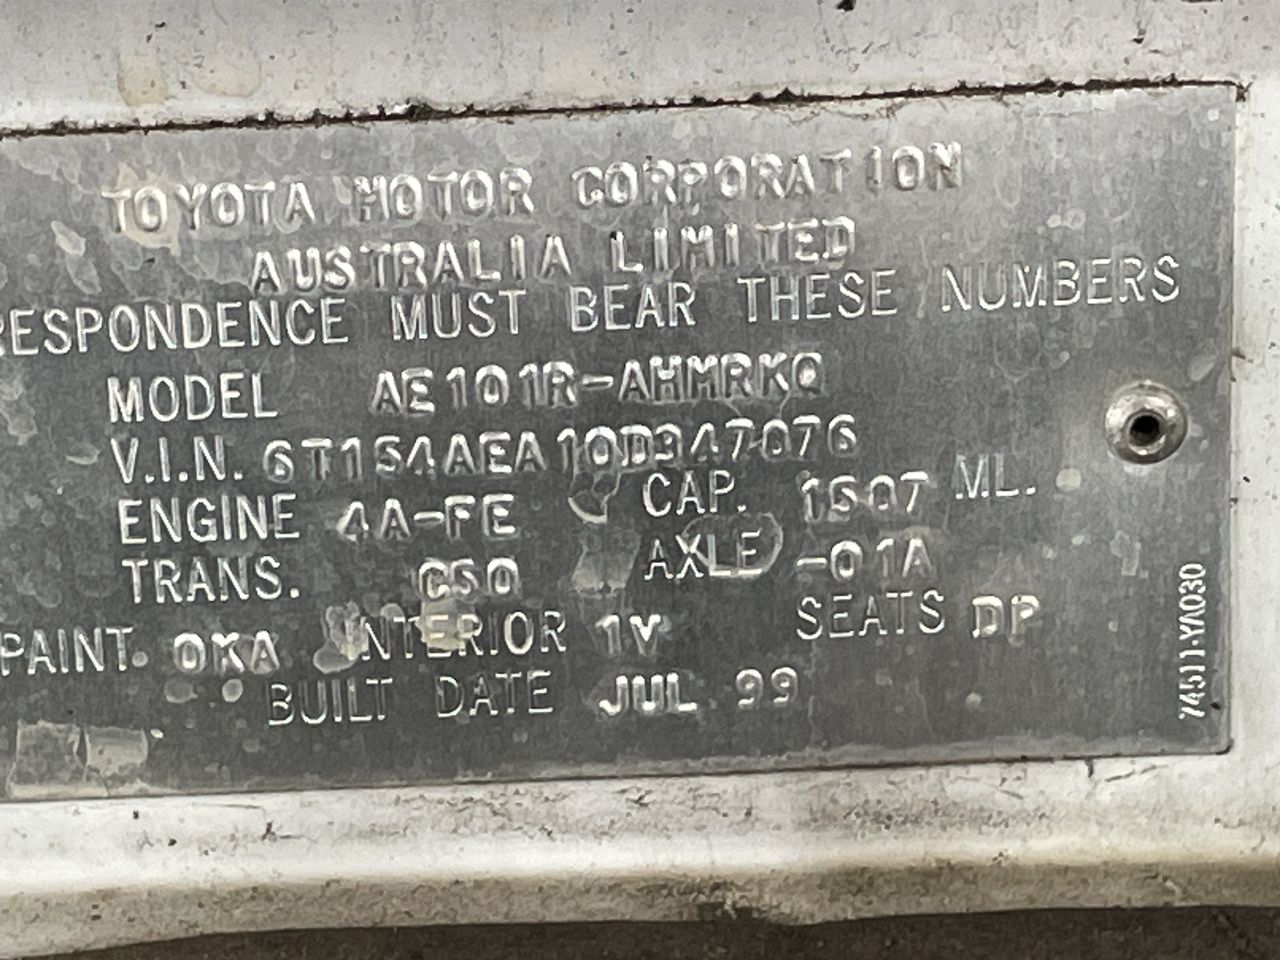 TOYOTA MOTOR CORPORATION
AUSTRALIA LIMITED
RESPONDENCE MUST BEAR THESE NUMBERS
MODEL AE101R-AHMRKQ
V.I.N. 6T154AEA10D347076
ENGINE 4A-FE CAP. 1587 ML.
TRANS. C50 AXLE -01A
PAINT. 0KA INTERIOR 1V SEATS DP
BUILT DATE JUL 99
74511-YA030